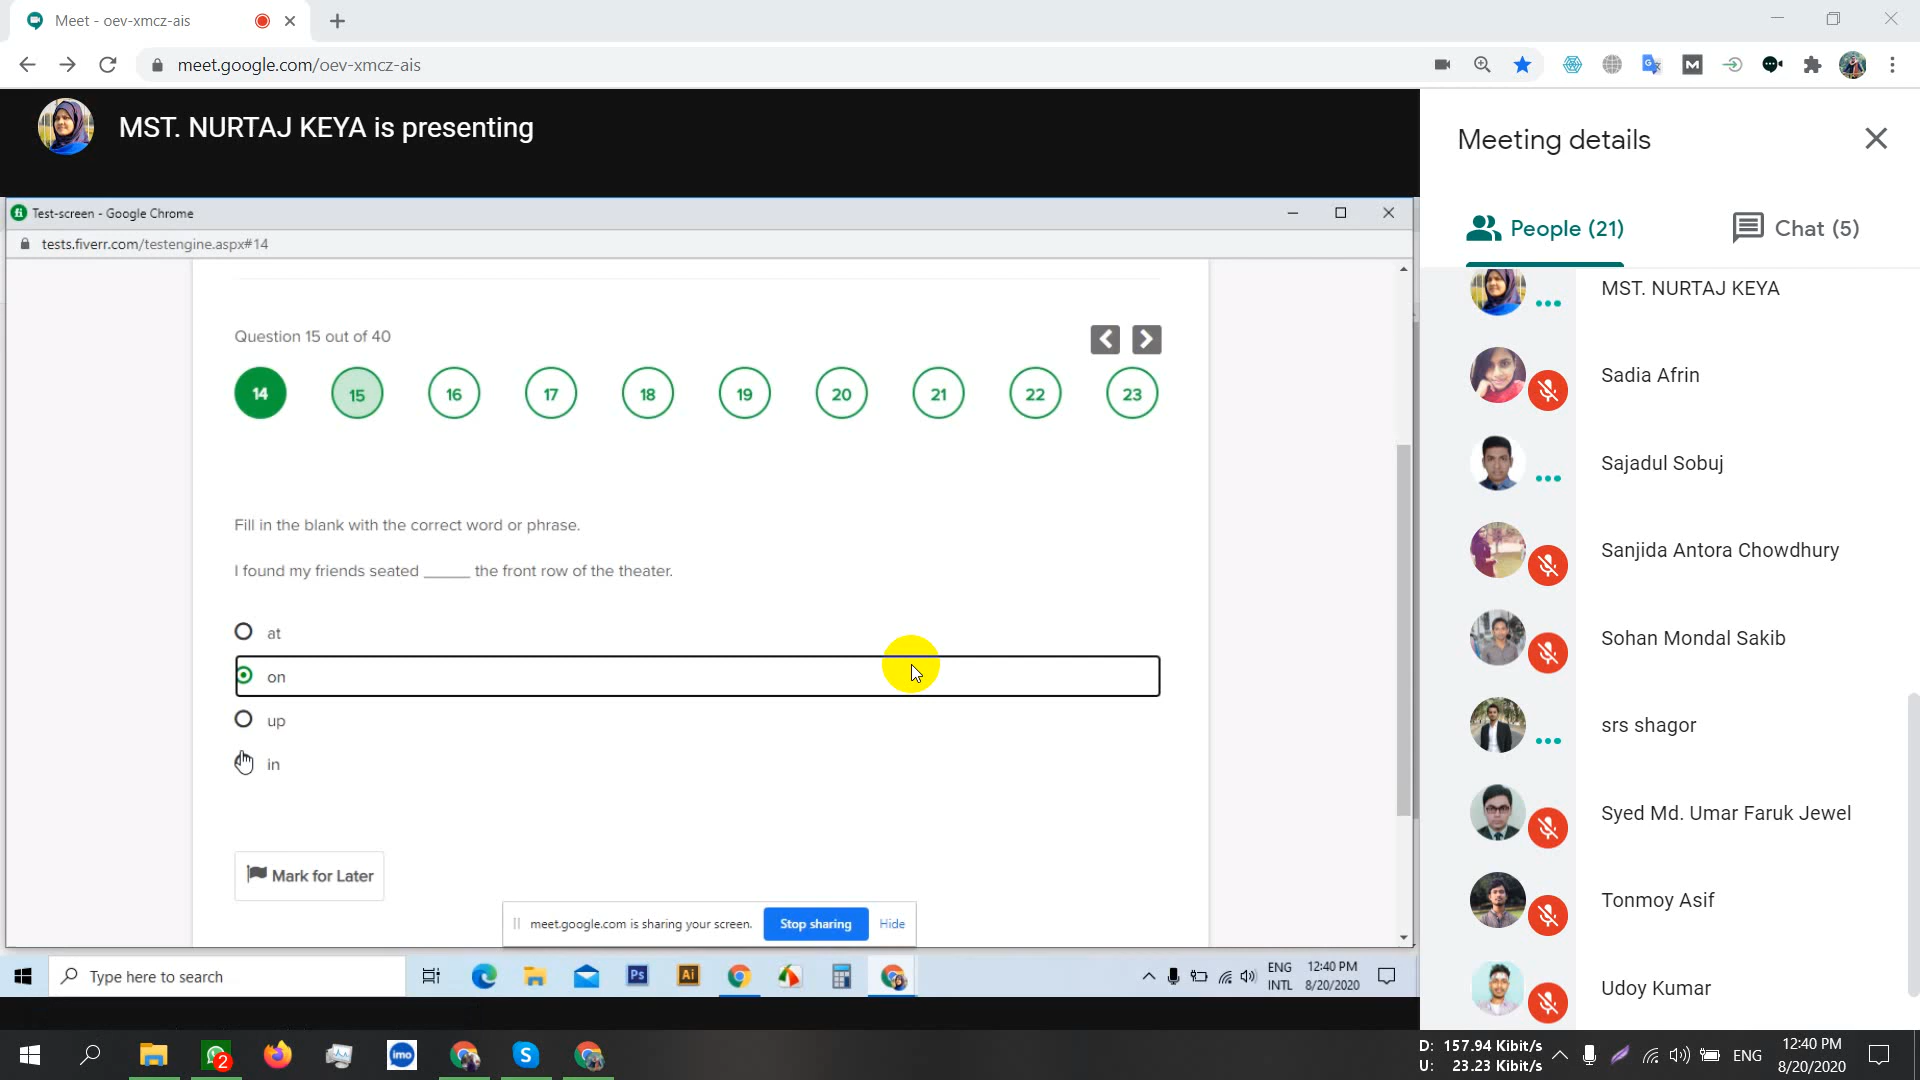 Meet - oev-xmcz-ais
meet.google.com/oev-xmcz-ais
MST. NURTAJ KEYA is presenting
Test-screen - Google Chrome
tests.fiverr.com/testengine.aspx#14
Question 15 out of 40
14 15 16 17 18 19 20 21 22 23
Fill in the blank with the correct word or phrase.
I found my friends seated ______ the front row of the theater.
at
on
up
in
Mark for Later
meet.google.com is sharing your screen.
Stop sharing
Hide
Type here to search
Ps
Ai
ENG
INTL
12:40 PM
8/20/2020
Meeting details
People (21)
Chat (5)
MST. NURTAJ KEYA
Sadia Afrin
Sajadul Sobuj
Sanjida Antora Chowdhury
Sohan Mondal Sakib
srs shagor
Syed Md. Umar Faruk Jewel
Tonmoy Asif
Udoy Kumar
2
imo
D: 157.94 Kibit/s
U: 23.23 Kibit/s
ENG
12:40 PM
8/20/2020